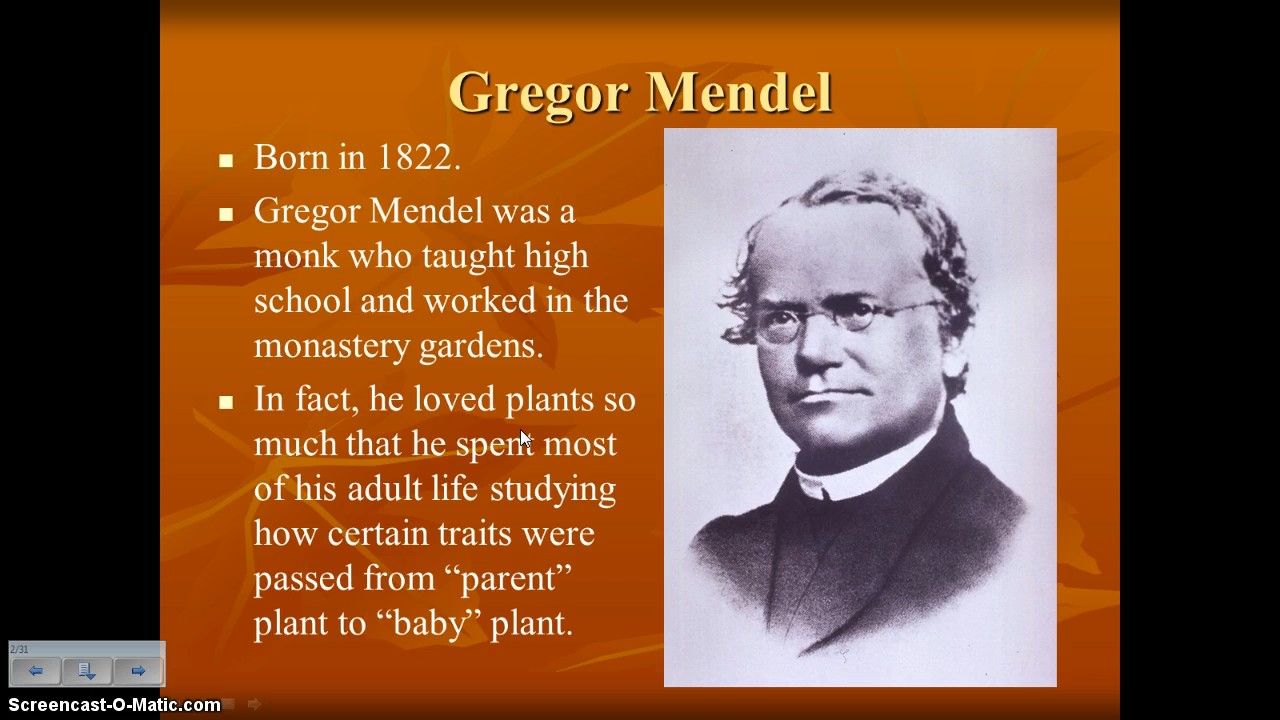 Gregor Mendel
Born in 1822.
Gregor Mendel was a
monk who taught high
school and worked in the
monastery gardens.
In fact, he loved plants so
much that he spent most
of his adult life studying
how certain traits were
passed from “parent”
plant to “baby” plant.
2/31
Screencast-O-Matic.com